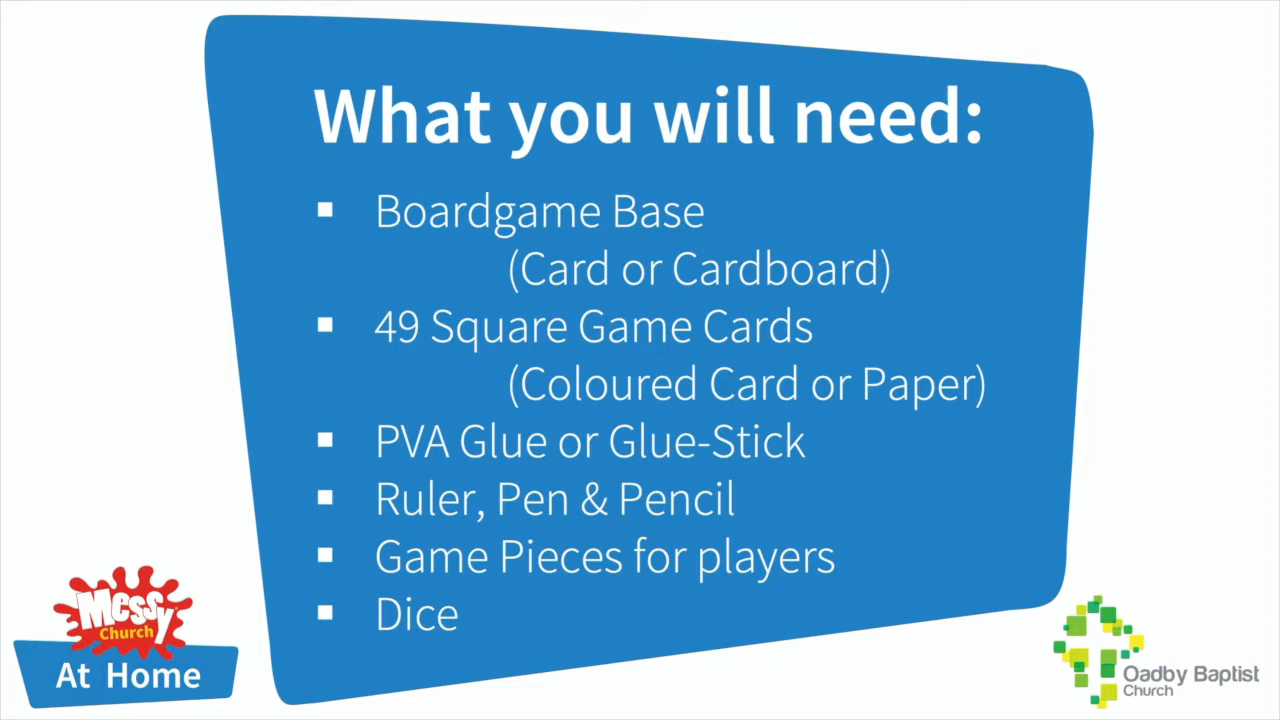 What you will need:
▪ Boardgame Base
(Card or Cardboard)
▪ 49 Square Game Cards
(Coloured Card or Paper)
▪ PVA Glue or Glue-Stick
▪ Ruler, Pen & Pencil
▪ Game Pieces for players
▪ Dice
Messy
Church
At Home
Oadby Baptist
Church